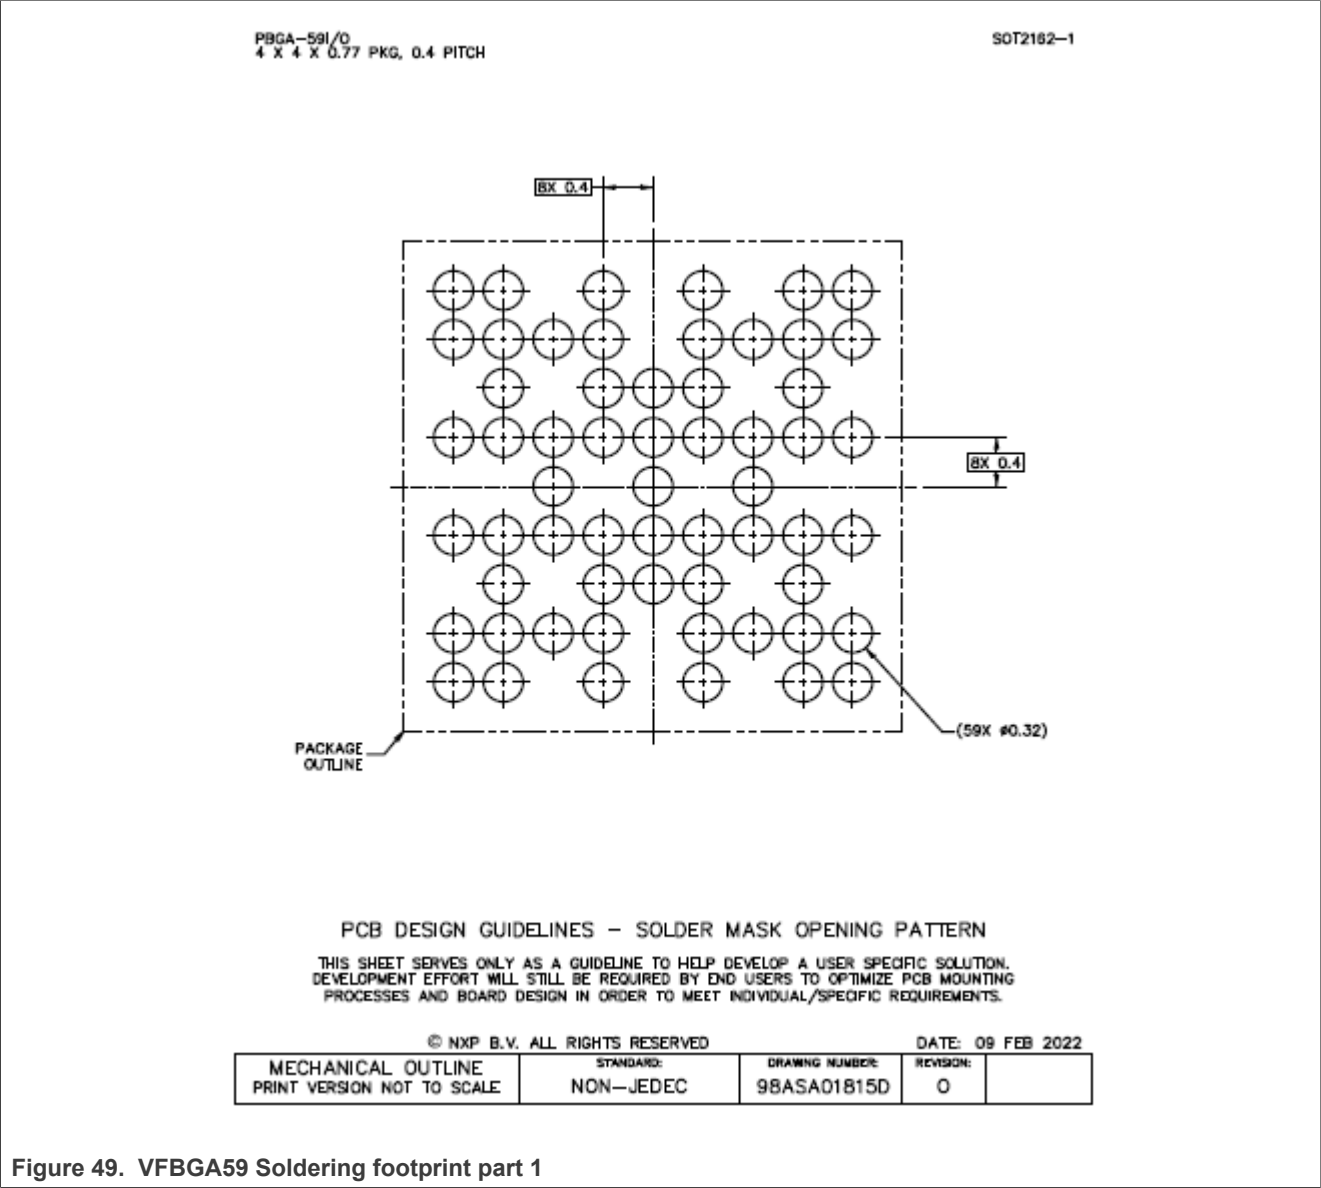 PBGA-59I/O
4 X 4 X 0.77 PKG, 0.4 PITCH
SOT2162-1
8X 0.4
8X 0.4
(59X ø0.32)
PACKAGE
OUTLINE
PCB DESIGN GUIDELINES - SOLDER MASK OPENING PATTERN
THIS SHEET SERVES ONLY AS A GUIDELINE TO HELP DEVELOP A USER SPECIFIC SOLUTION.
DEVELOPMENT EFFORT WILL STILL BE REQUIRED BY END USERS TO OPTIMIZE PCB MOUNTING
PROCESSES AND BOARD DESIGN IN ORDER TO MEET INDIVIDUAL/SPECIFIC REQUIREMENTS.
© NXP B.V. ALL RIGHTS RESERVED
DATE: 09 FEB 2022
MECHANICAL OUTLINE
PRINT VERSION NOT TO SCALE
STANDARD:
NON-JEDEC
DRAWING NUMBER:
98ASA01815D
REVISION:
O
Figure 49. VFBGA59 Soldering footprint part 1